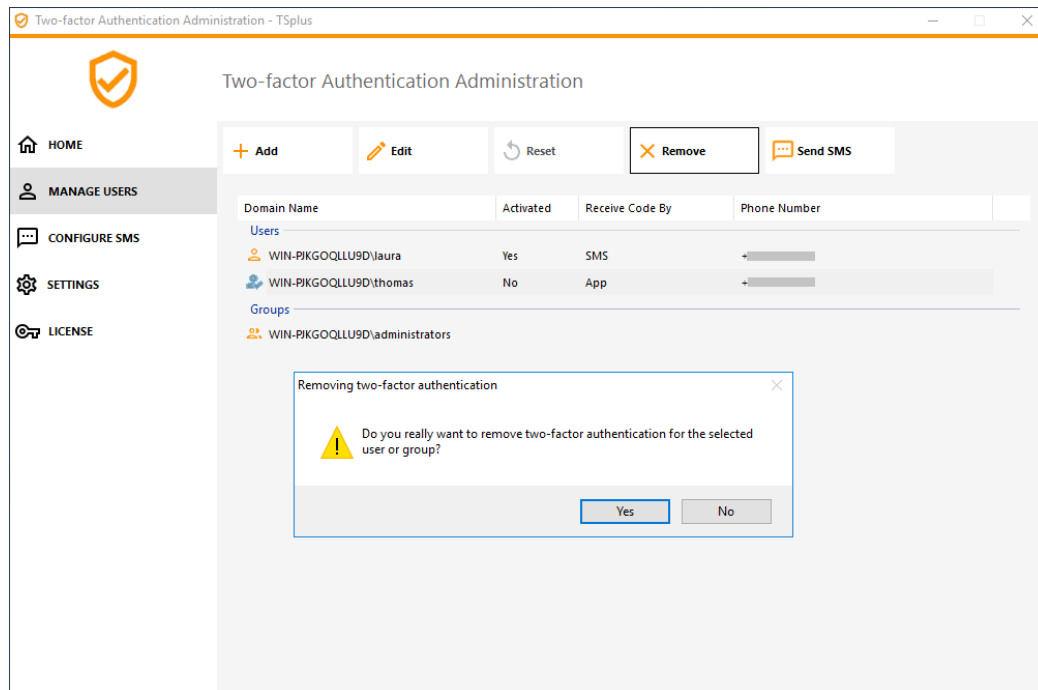 Two-factor Authentication Administration - TSplus
Two-factor Authentication Administration
HOME
MANAGE USERS
CONFIGURE SMS
SETTINGS
LICENSE
Add Edit Reset Remove Send SMS
Domain Name Activated Receive Code By Phone Number
Users
WIN-PJKGOQLLU9D\laura Yes SMS +
WIN-PJKGOQLLU9D\thomas No App +
Groups
WIN-PJKGOQLLU9D\administrators
Removing two-factor authentication
Do you really want to remove two-factor authentication for the selected
user or group?
Yes No